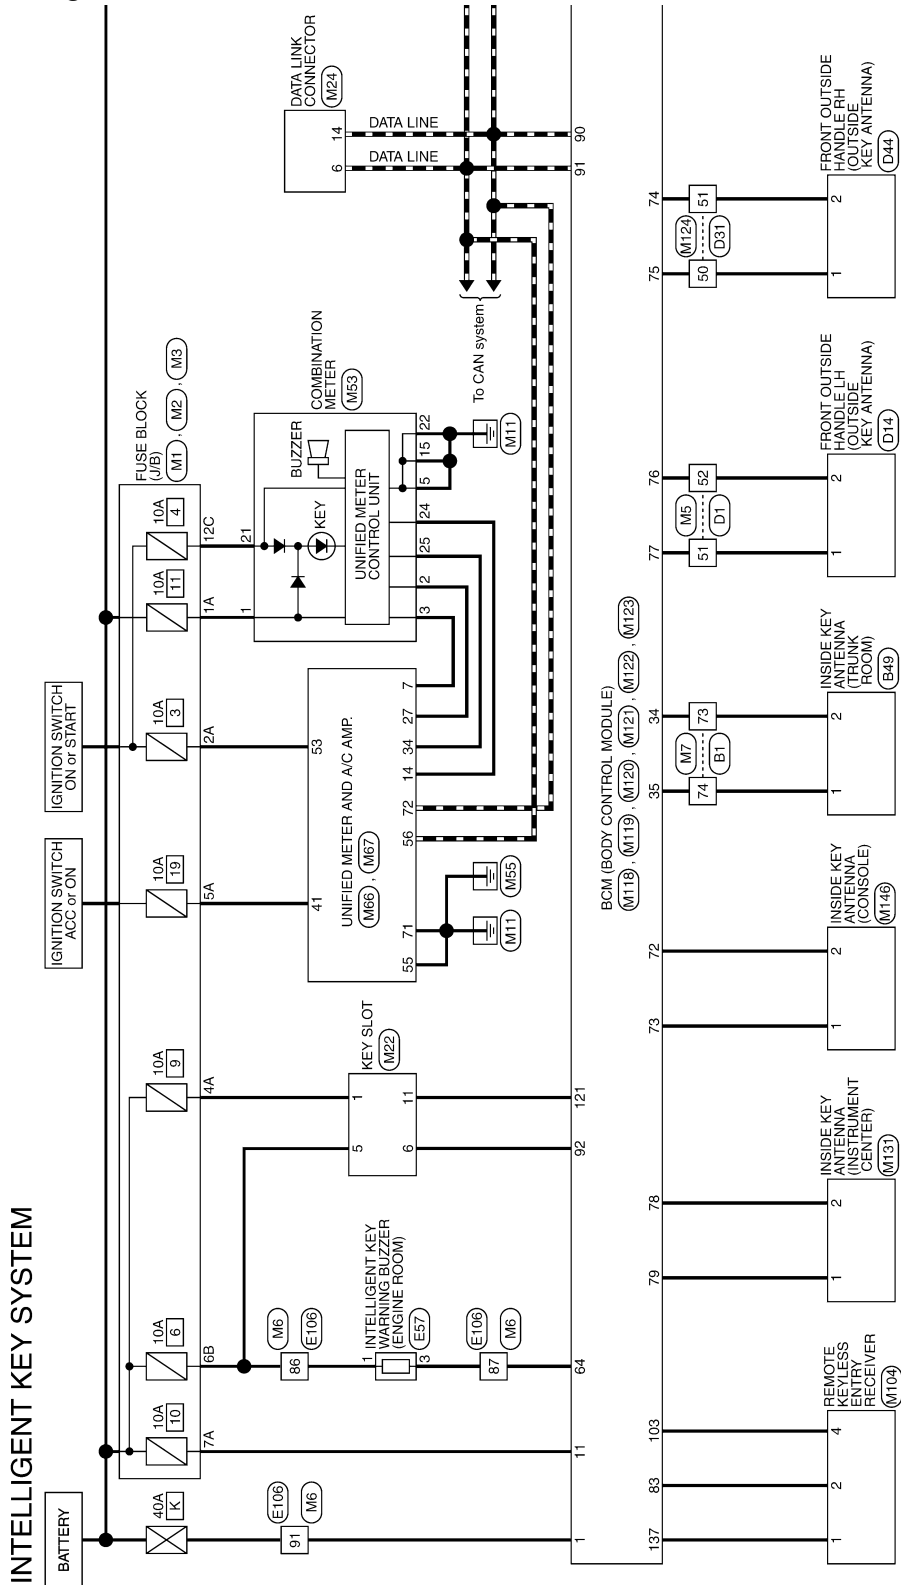 INTELLIGENT KEY SYSTEM
BATTERY
IGNITION SWITCH
ACC or ON
IGNITION SWITCH
ON or START
40A
K
10A
10
10A
6
10A
9
10A
19
10A
3
10A
11
10A
4
FUSE BLOCK
(J/B)
M1 , M2 , M3
7A
6B
4A
5A
2A
1A
12C
E106
M6
91
M6
E106
86
1
INTELLIGENT KEY
WARNING BUZZER
(ENGINE ROOM)
E57
3
E106
M6
87
5
1
KEY SLOT
M22
6
11
41
53
UNIFIED METER AND A/C AMP.
M66 , M67
55
71
56
72
14
34
27
7
M11
M55
1
21
KEY
BUZZER
UNIFIED METER
CONTROL UNIT
COMBINATION
METER
M53
3
2
25
24
5
15
22
M11
To CAN system
DATA LINK
CONNECTOR
M24
6
14
DATA LINE
DATA LINE
1
11
64
92
121
91
90
BCM (BODY CONTROL MODULE)
M118 , M119 , M120 , M121 , M122 , M123
137
83
103
79
78
73
72
35
34
77
76
75
74
M7
74
73
B1
M5
51
52
D1
M124
50
51
D31
1
2
4
REMOTE
KEYLESS
ENTRY
RECEIVER
M104
1
2
INSIDE KEY
ANTENNA
(INSTRUMENT
CENTER)
M131
1
2
INSIDE KEY
ANTENNA
(CONSOLE)
M146
1
2
INSIDE KEY
ANTENNA
(TRUNK
ROOM)
B49
1
2
FRONT OUTSIDE
HANDLE LH
(OUTSIDE
KEY ANTENNA)
D14
1
2
FRONT OUTSIDE
HANDLE RH
(OUTSIDE
KEY ANTENNA)
D44